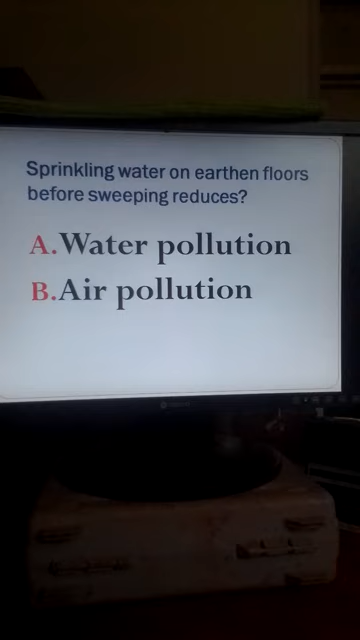 Sprinkling water on earthen floors
before sweeping reduces?
A.Water pollution
B.Air pollution